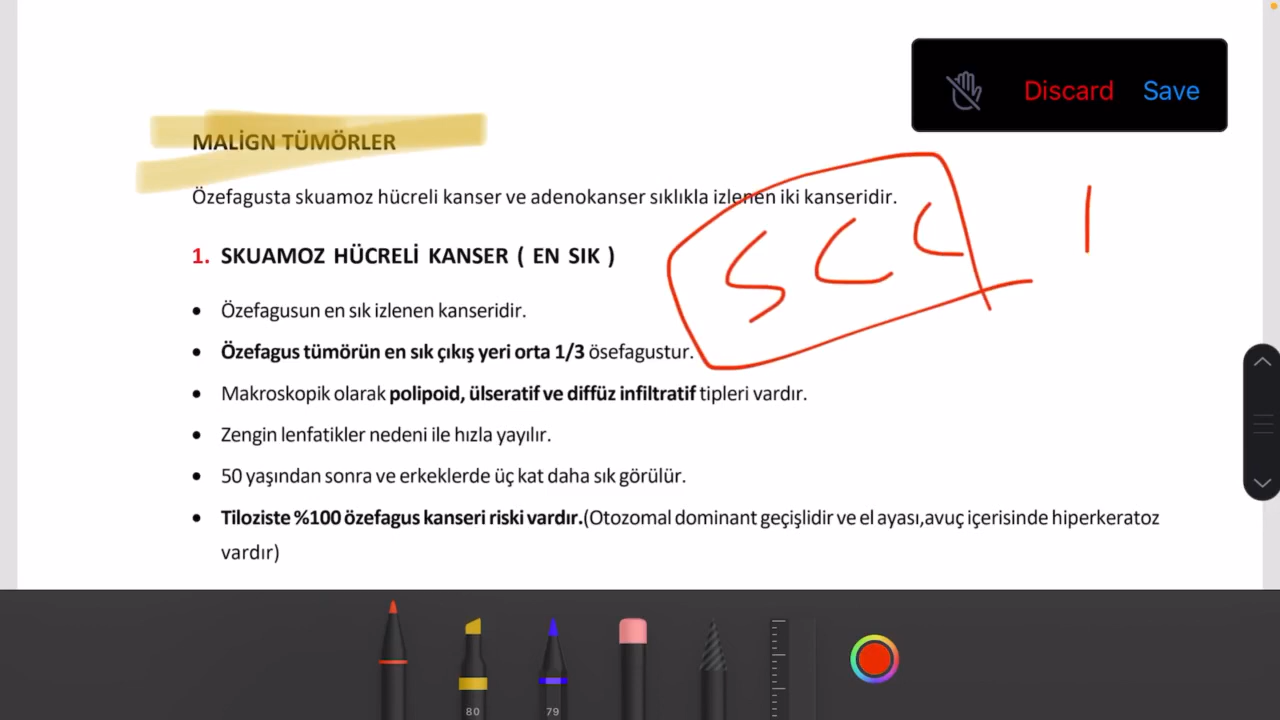 Discard Save
MALİGN TÜMÖRLER
Özefagusta skuamoz hücreli kanser ve adenokanser sıklıkla izlenen iki kanseridir.
SCC 1
1. SKUAMOZ HÜCRELİ KANSER ( EN SIK )
• Özefagusun en sık izlenen kanseridir.
• Özefagus tümörün en sık çıkış yeri orta 1/3 ösefagustur.
• Makroskopik olarak polipoid, ülseratif ve diffüz infiltratif tipleri vardır.
• Zengin lenfatikler nedeni ile hızla yayılır.
• 50 yaşından sonra ve erkeklerde üç kat daha sık görülür.
• Tiloziste %100 özefagus kanseri riski vardır.(Otozomal dominant geçişlidir ve el ayası,avuç içerisinde hiperkeratoz
vardır)
80 79